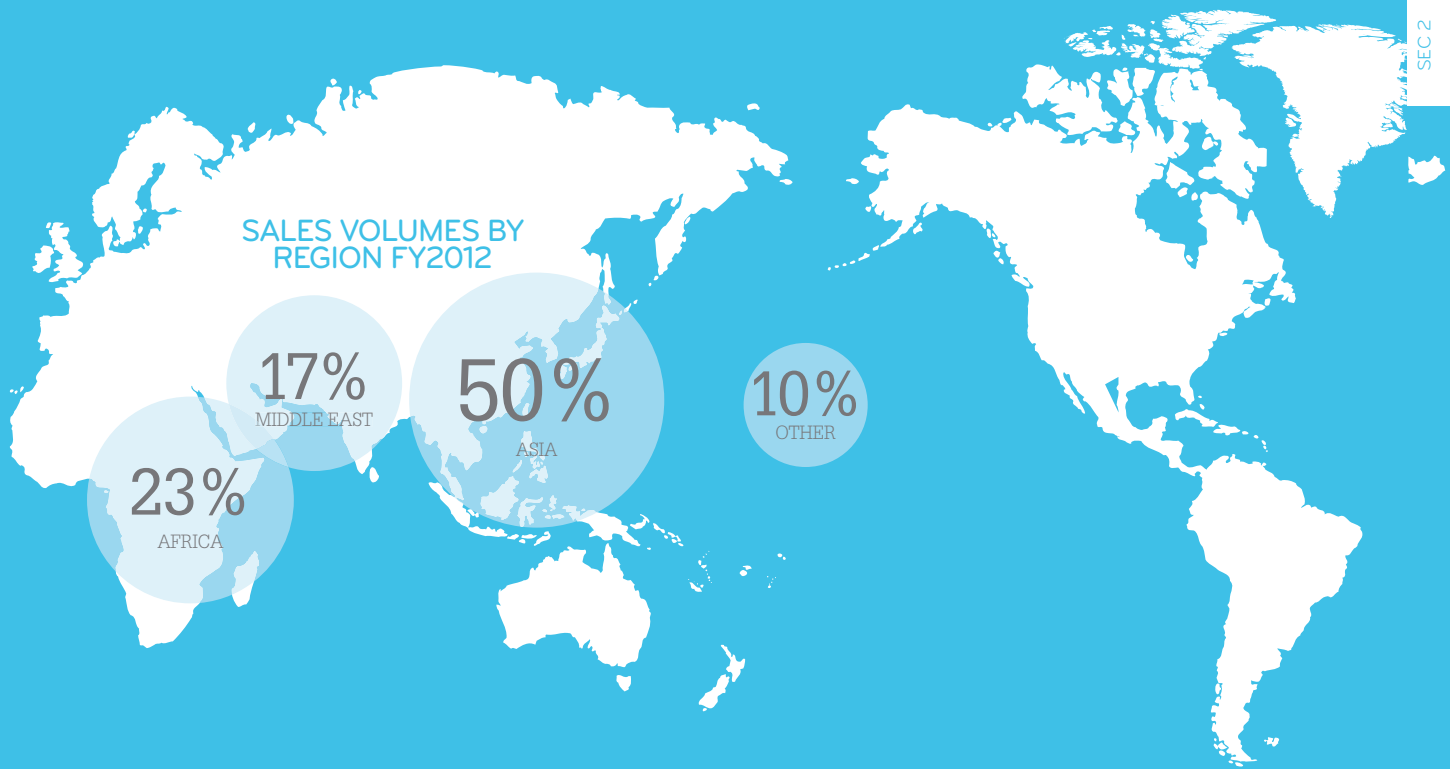 SEC 2
SALES VOLUMES BY
REGION FY2012
17%
MIDDLE EAST
50%
ASIA
10%
OTHER
23%
AFRICA